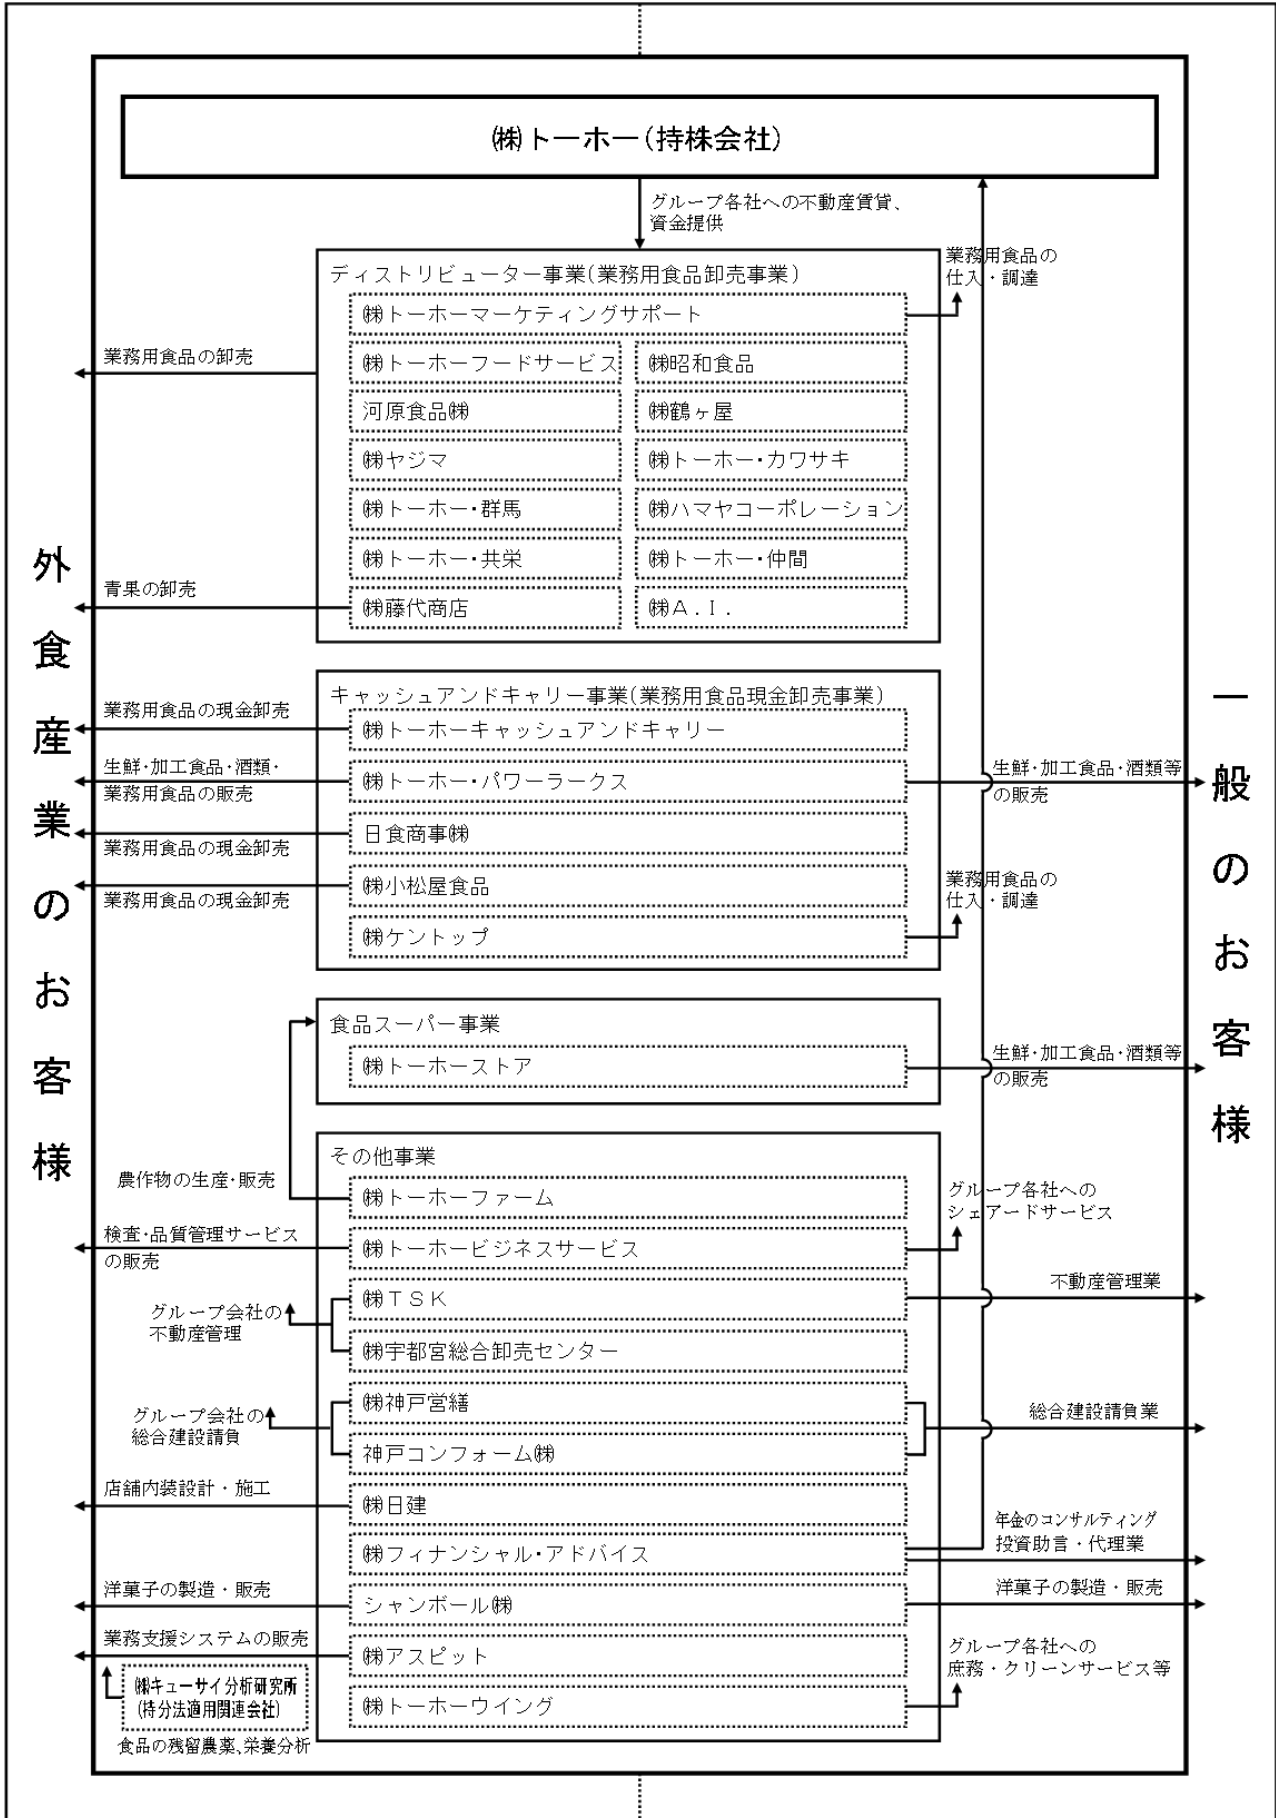 ㈱トーホー(持株会社)
グループ各社への不動産賃貸、
資金提供
ディストリビューター事業(業務用食品卸売事業)
業務用食品の
仕入・調達
㈱トーホーマーケティングサポート
業務用食品の卸売
㈱トーホーフードサービス
㈱昭和食品
河原食品㈱
㈱鶴ヶ屋
㈱ヤジマ
㈱トーホー・カワサキ
㈱トーホー・群馬
㈱ハマヤコーポレーション
㈱トーホー・共栄
㈱トーホー・仲間
青果の卸売
㈱藤代商店
㈱A.I.
外食産業のお客様
一般のお客様
キャッシュアンドキャリー事業(業務用食品現金卸売事業)
業務用食品の現金卸売
㈱トーホーキャッシュアンドキャリー
生鮮・加工食品・酒類・
業務用食品の販売
㈱トーホー・パワーラークス
生鮮・加工食品・酒類等
の販売
日食商事㈱
業務用食品の現金卸売
㈱小松屋食品
業務用食品の現金卸売
業務用食品の
仕入・調達
㈱ケントップ
食品スーパー事業
㈱トーホーストア
生鮮・加工食品・酒類等
の販売
その他事業
農作物の生産・販売
㈱トーホーファーム
グループ各社への
シェアードサービス
検査・品質管理サービス
の販売
㈱トーホービジネスサービス
㈱TSK
不動産管理業
グループ会社の
不動産管理
㈱宇都宮総合卸売センター
㈱神戸営繕
グループ会社の
総合建設請負
総合建設請負業
神戸コンフォーム㈱
店舗内装設計・施工
㈱日建
㈱フィナンシャル・アドバイス
年金のコンサルティング
投資助言・代理業
洋菓子の製造・販売
シャンボール㈱
洋菓子の製造・販売
業務支援システムの販売
㈱アスピット
グループ各社への
庶務・クリーンサービス等
㈱キューサイ分析研究所
(持分法適用関連会社)
㈱トーホーウイング
食品の残留農薬、栄養分析